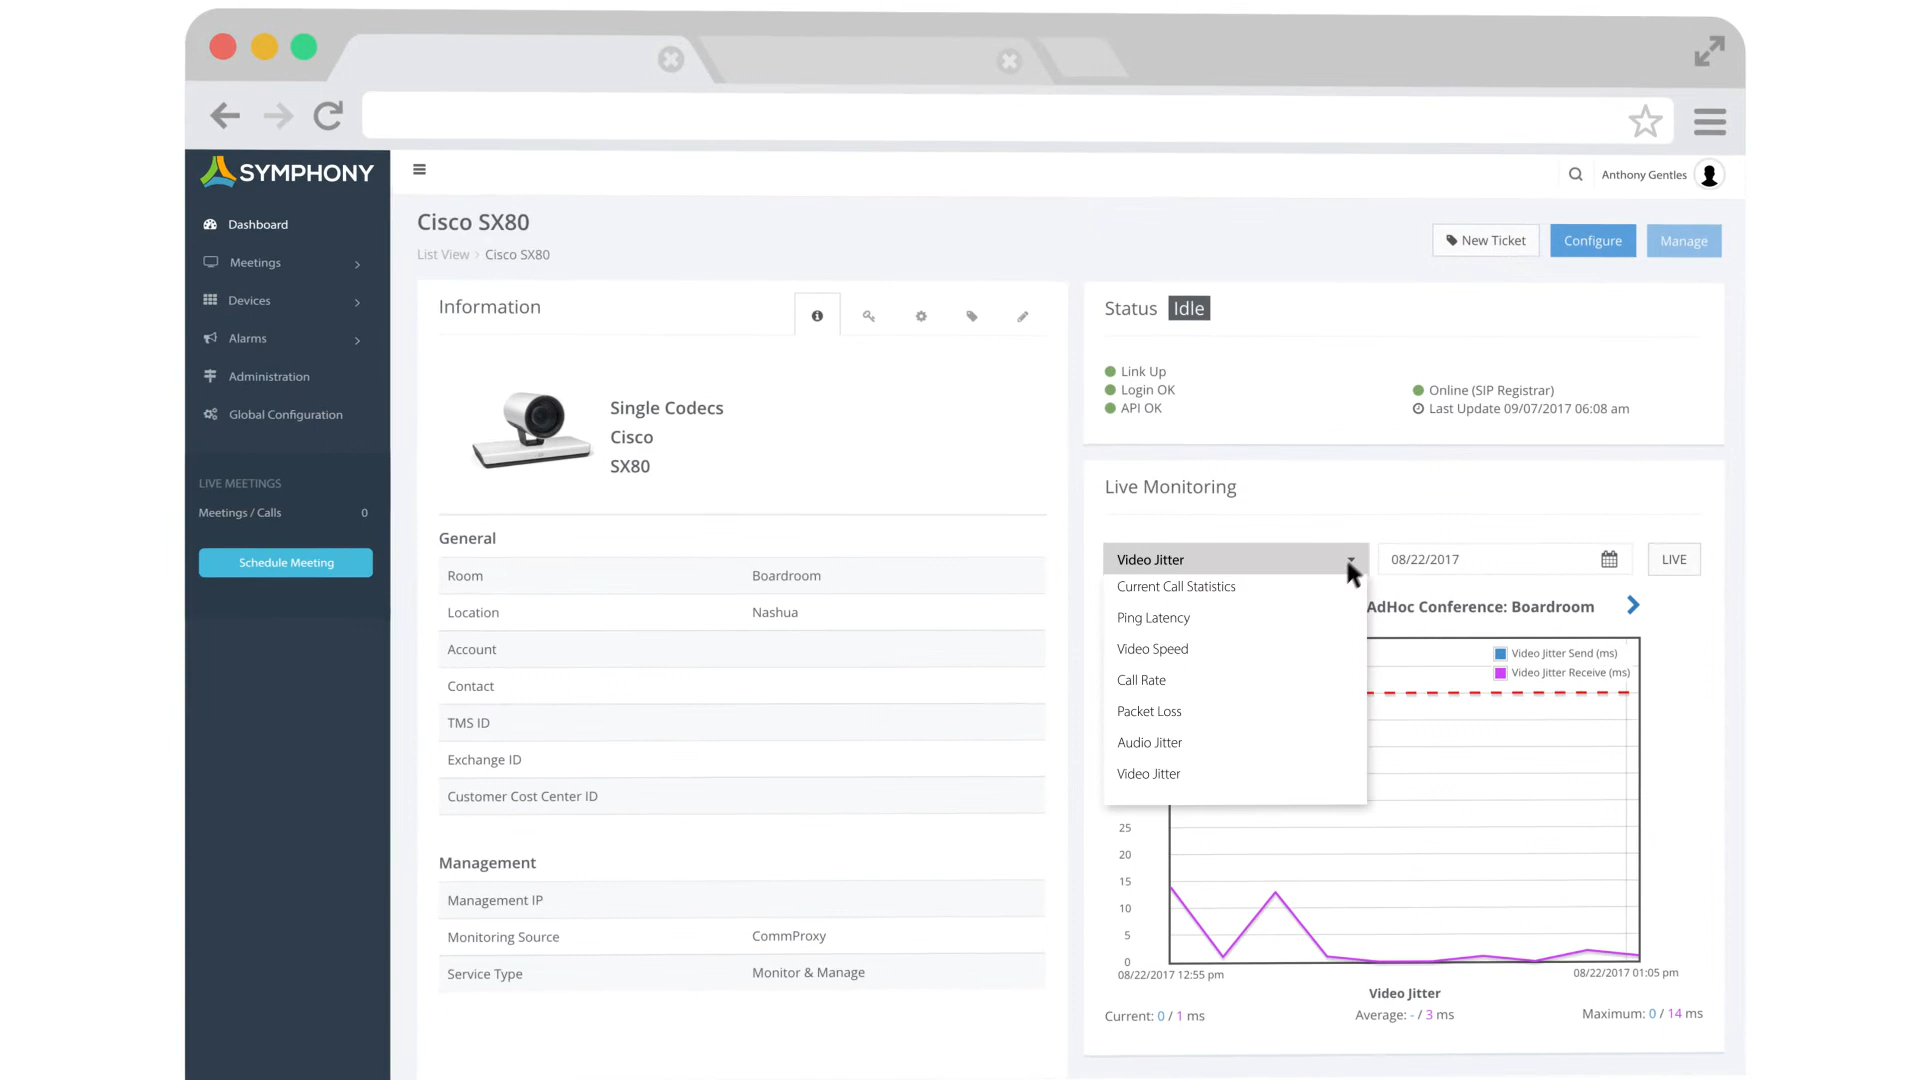 SYMPHONY
Anthony Gentles
Dashboard
Meetings
Devices
Alarms
Administration
Global Configuration
LIVE MEETINGS
Meetings / Calls 0
Schedule Meeting
Cisco SX80
List View › Cisco SX80
New Ticket
Configure
Manage
Information
Single Codecs
Cisco
SX80
General
Room Boardroom
Location Nashua
Account
Contact
TMS ID
Exchange ID
Customer Cost Center ID
Management
Management IP
Monitoring Source CommProxy
Service Type Monitor & Manage
Status Idle
Link Up
Login OK
API OK
Online (SIP Registrar)
Last Update 09/07/2017 06:08 am
Live Monitoring
Video Jitter
08/22/2017
LIVE
Current Call Statistics
Ping Latency
Video Speed
Call Rate
Packet Loss
Audio Jitter
Video Jitter
AdHoc Conference: Boardroom
Video Jitter Send (ms)
Video Jitter Receive (ms)
25
20
15
10
5
0
08/22/2017 12:55 pm
08/22/2017 01:05 pm
Video Jitter
Current: 0 / 1 ms
Average: - / 3 ms
Maximum: 0 / 14 ms